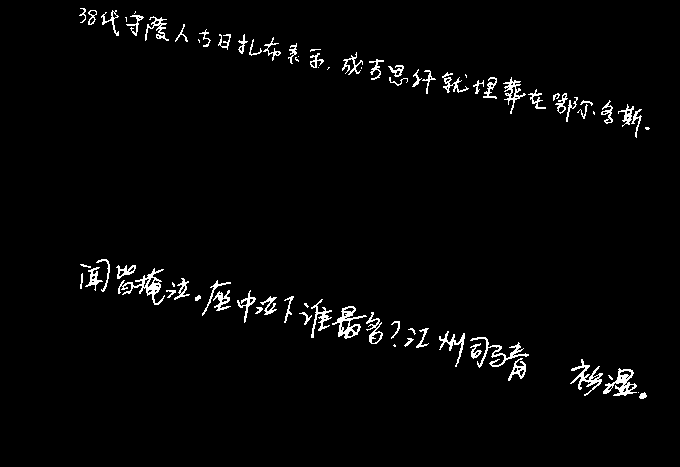 38代守陵人古日扎布表示,成吉思汗就埋葬在鄂尔多斯。
闻皆掩泣。座中泣下谁最多?江州司马青 衫湿。